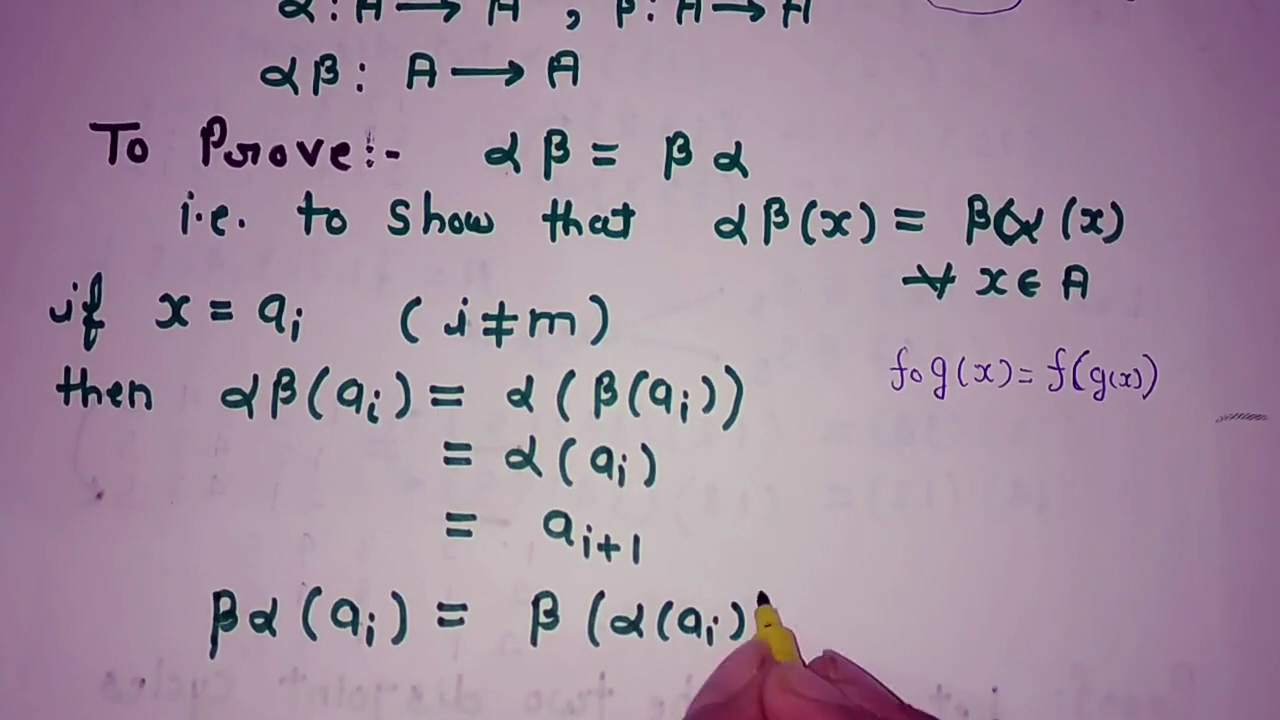 α : A → A , β : A → A
αβ : A → A
To Prove :- αβ = βα
i.e. to show that αβ(x) = βα(x)
∀ x ∈ A
if x = aᵢ (i ≠ m)
then αβ(aᵢ) = α(β(aᵢ))
fog(x) = f(g(x))
= α(aᵢ)
= aᵢ₊₁
βα(aᵢ) = β(α(aᵢ)